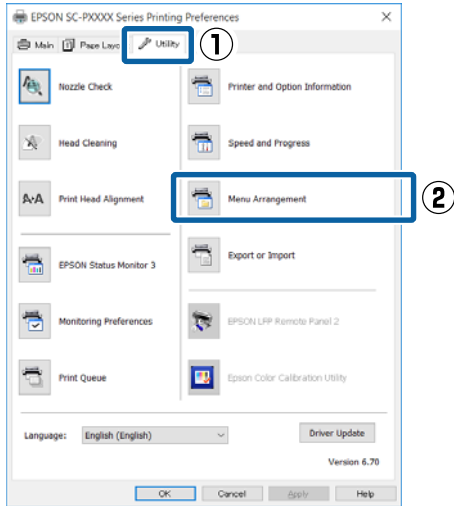 EPSON SC-PXXXX Series Printing Preferences
Main
Page Layo
Utility
1
Nozzle Check
Printer and Option Information
Head Cleaning
Speed and Progress
A·A
Print Head Alignment
Menu Arrangement
2
EPSON Status Monitor 3
Export or Import
Monitoring Preferences
EPSON LFP Remote Panel 2
Print Queue
Epson Color Calibration Utility
Language:
English (English)
Driver Update
Version 6.70
OK
Cancel
Apply
Help